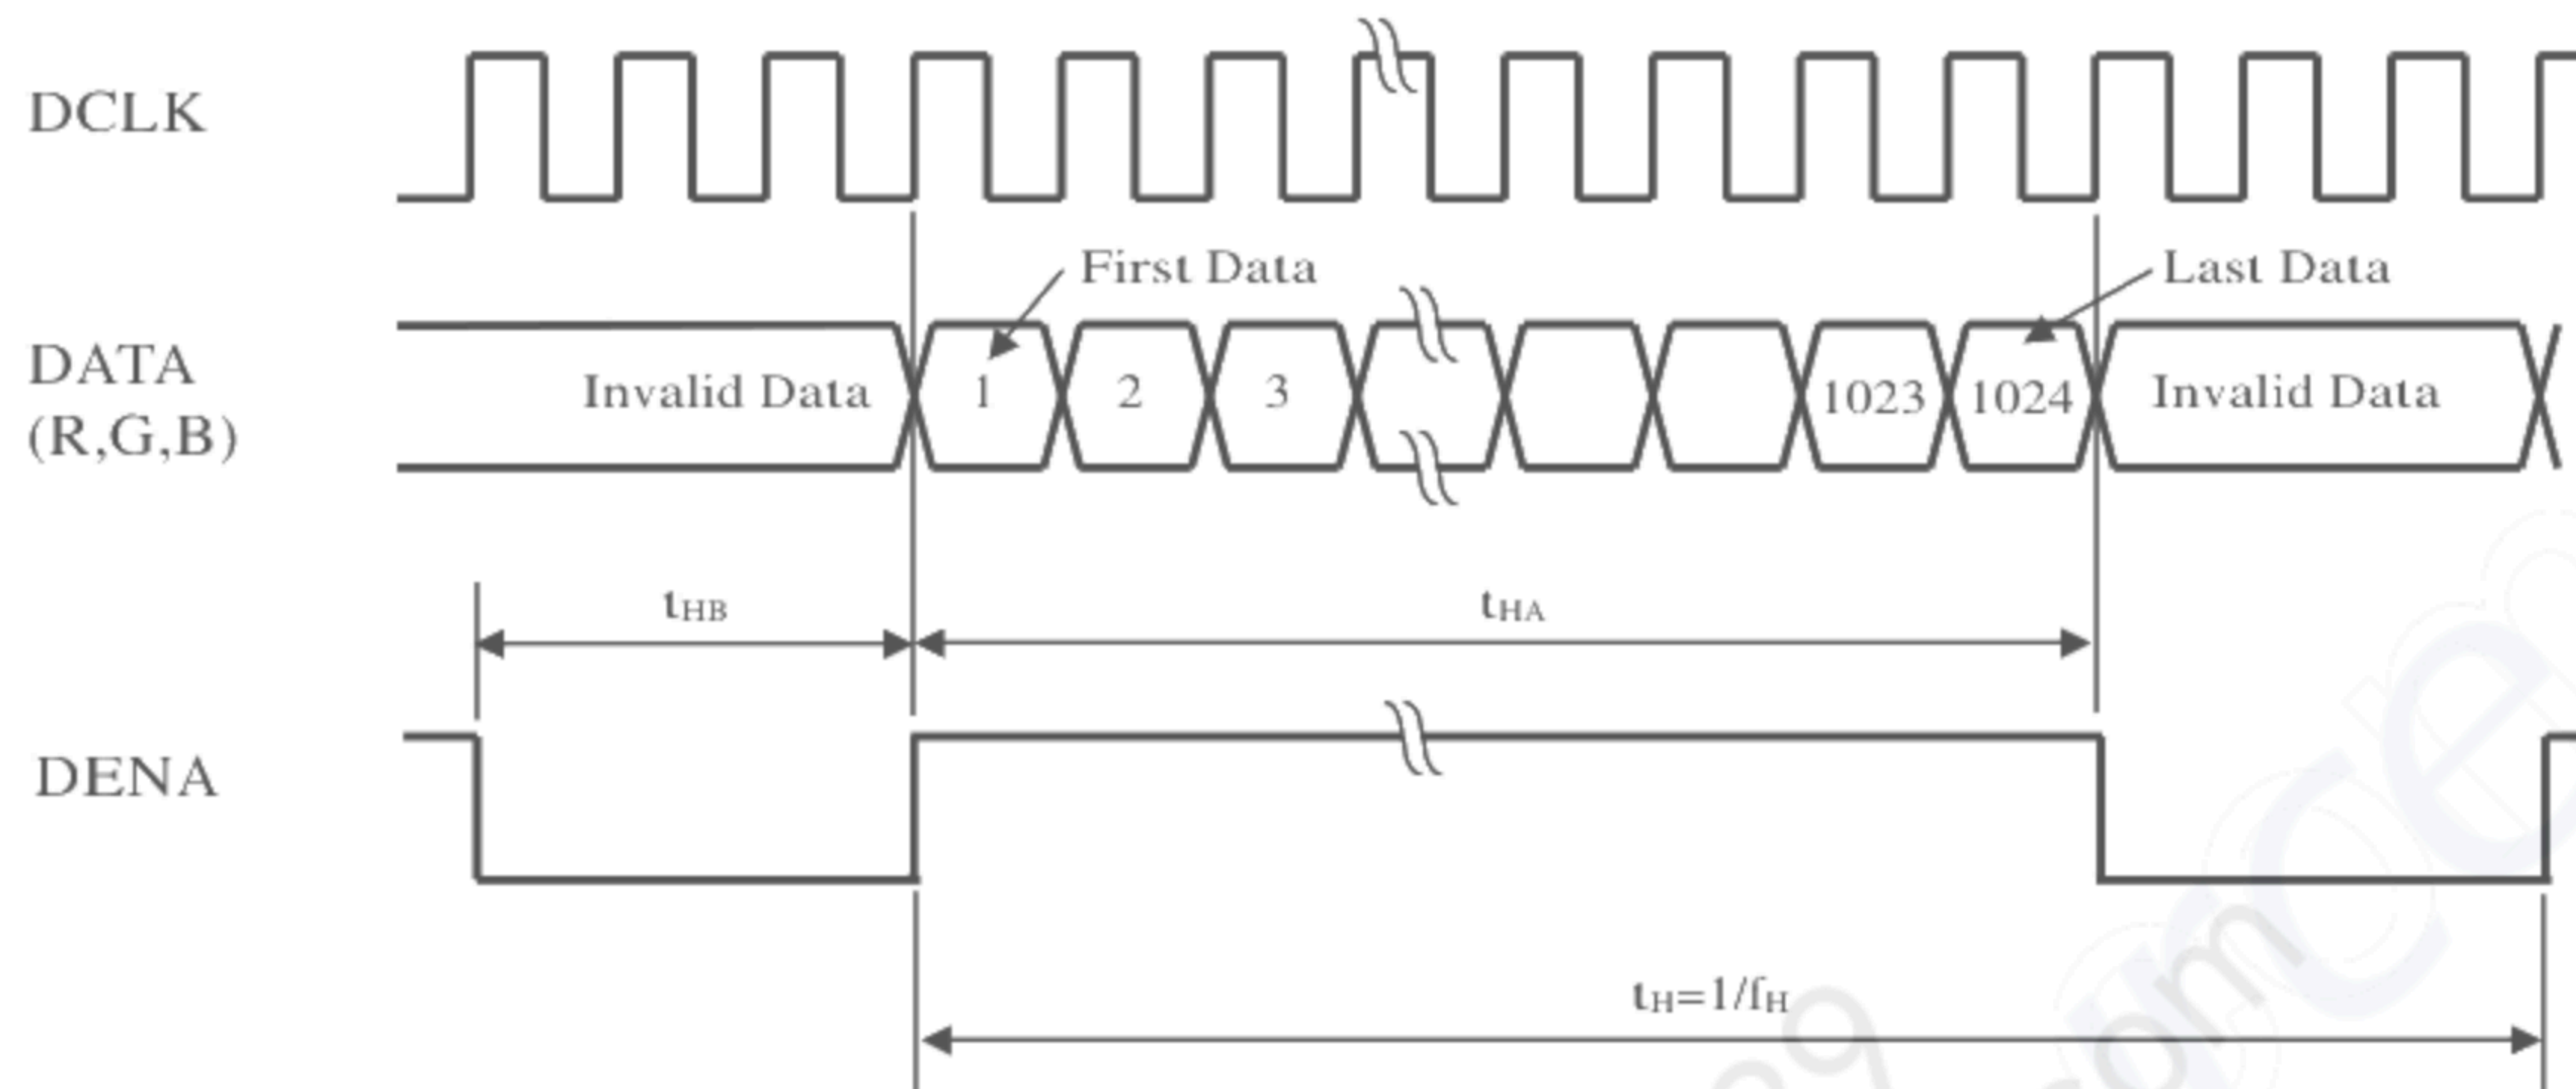 DCLK
First Data
Last Data
DATA
(R,G,B)
Invalid Data
1
2
3
1023
1024
Invalid Data
tHB
tHA
DENA
tH=1/fH